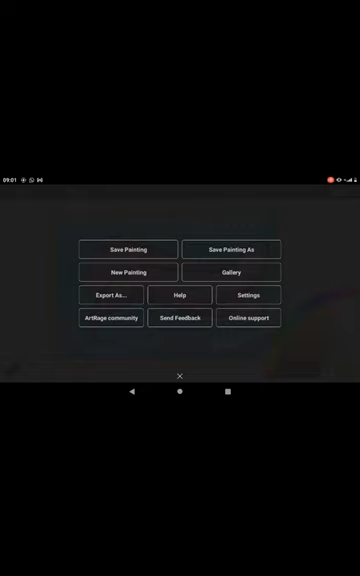 09:01
Save Painting Save Painting As
New Painting Gallery
Export As... Help Settings
ArtRage community Send Feedback Online support